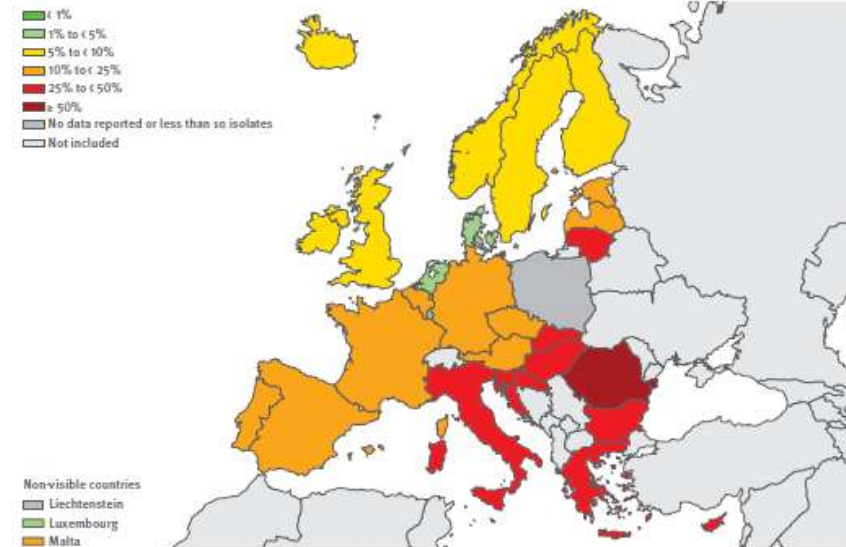 < 1%
1% to < 5%
5% to < 10%
10% to < 25%
25% to < 50%
≥ 50%
No data reported or less than 10 isolates
Not included
Non-visible countries
Liechtenstein
Luxembourg
Malta